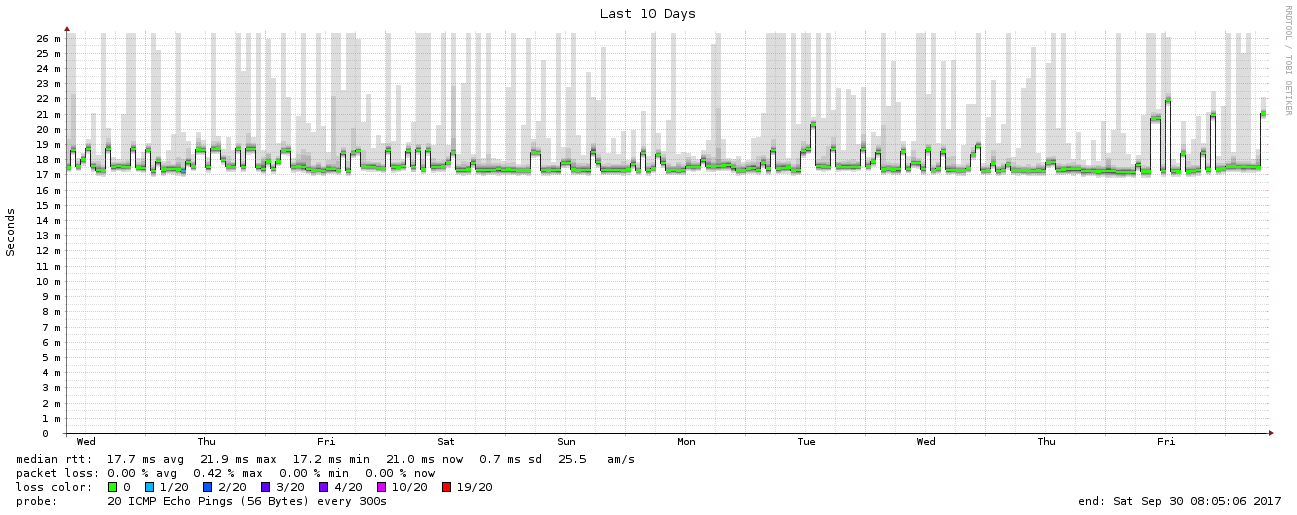 Last 10 Days
RRDTOOL / TOBI OETIKER
Seconds
26 m
25 m
24 m
23 m
22 m
21 m
20 m
19 m
18 m
17 m
16 m
15 m
14 m
13 m
12 m
11 m
10 m
9 m
8 m
7 m
6 m
5 m
4 m
3 m
2 m
1 m
0
Wed Thu Fri Sat Sun Mon Tue Wed Thu Fri
median rtt: 17.7 ms avg 21.9 ms max 17.2 ms min 21.0 ms now 0.7 ms sd 25.5 am/s
packet loss: 0.00 % avg 0.42 % max 0.00 % min 0.00 % now
loss color: 0 1/20 2/20 3/20 4/20 10/20 19/20
probe: 20 ICMP Echo Pings (56 Bytes) every 300s end: Sat Sep 30 08:05:06 2017